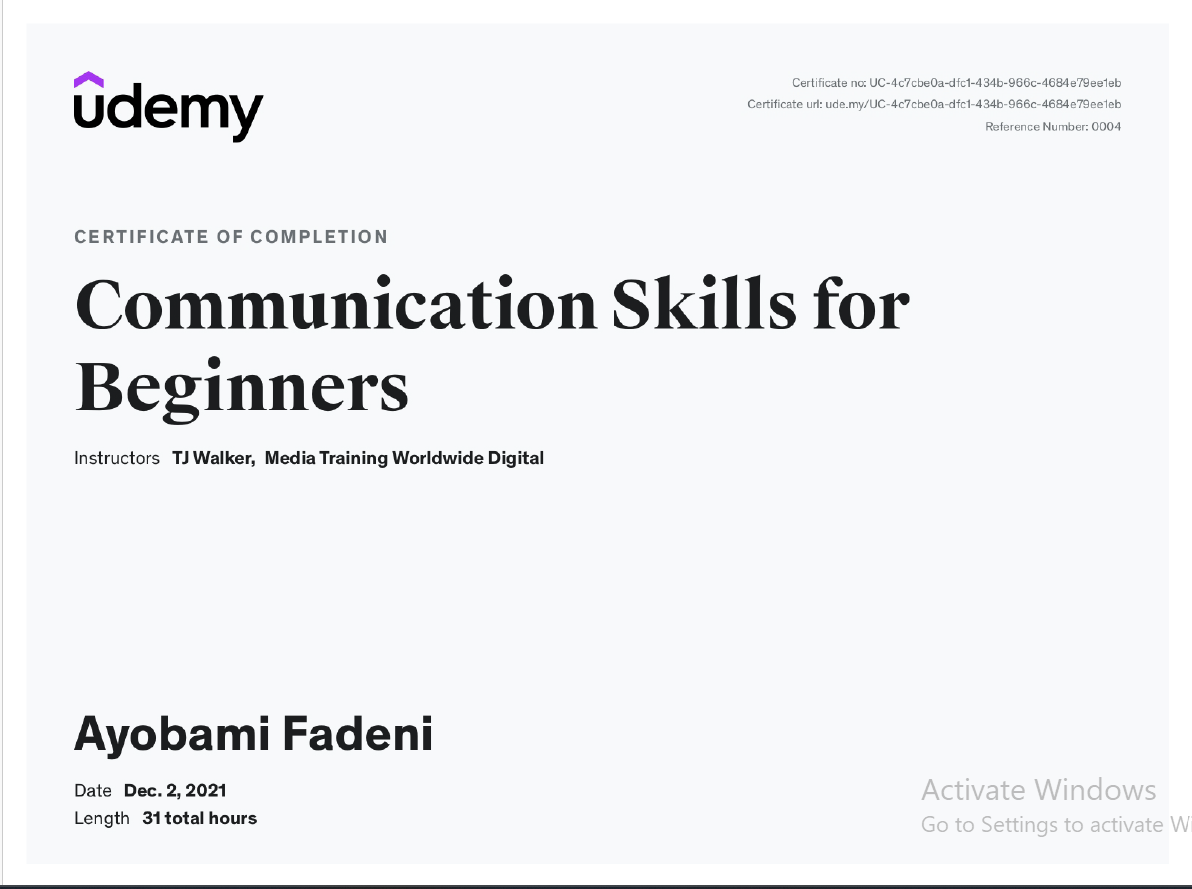 udemy
Certificate no: UC-4c7cbe0a-dfc1-434b-966c-4684e79ee1eb
Certificate url: ude.my/UC-4c7cbe0a-dfc1-434b-966c-4684e79ee1eb
Reference Number: 0004
CERTIFICATE OF COMPLETION
Communication Skills for
Beginners
Instructors TJ Walker, Media Training Worldwide Digital
Ayobami Fadeni
Date Dec. 2, 2021
Length 31 total hours
Activate Windows
Go to Settings to activate Wi